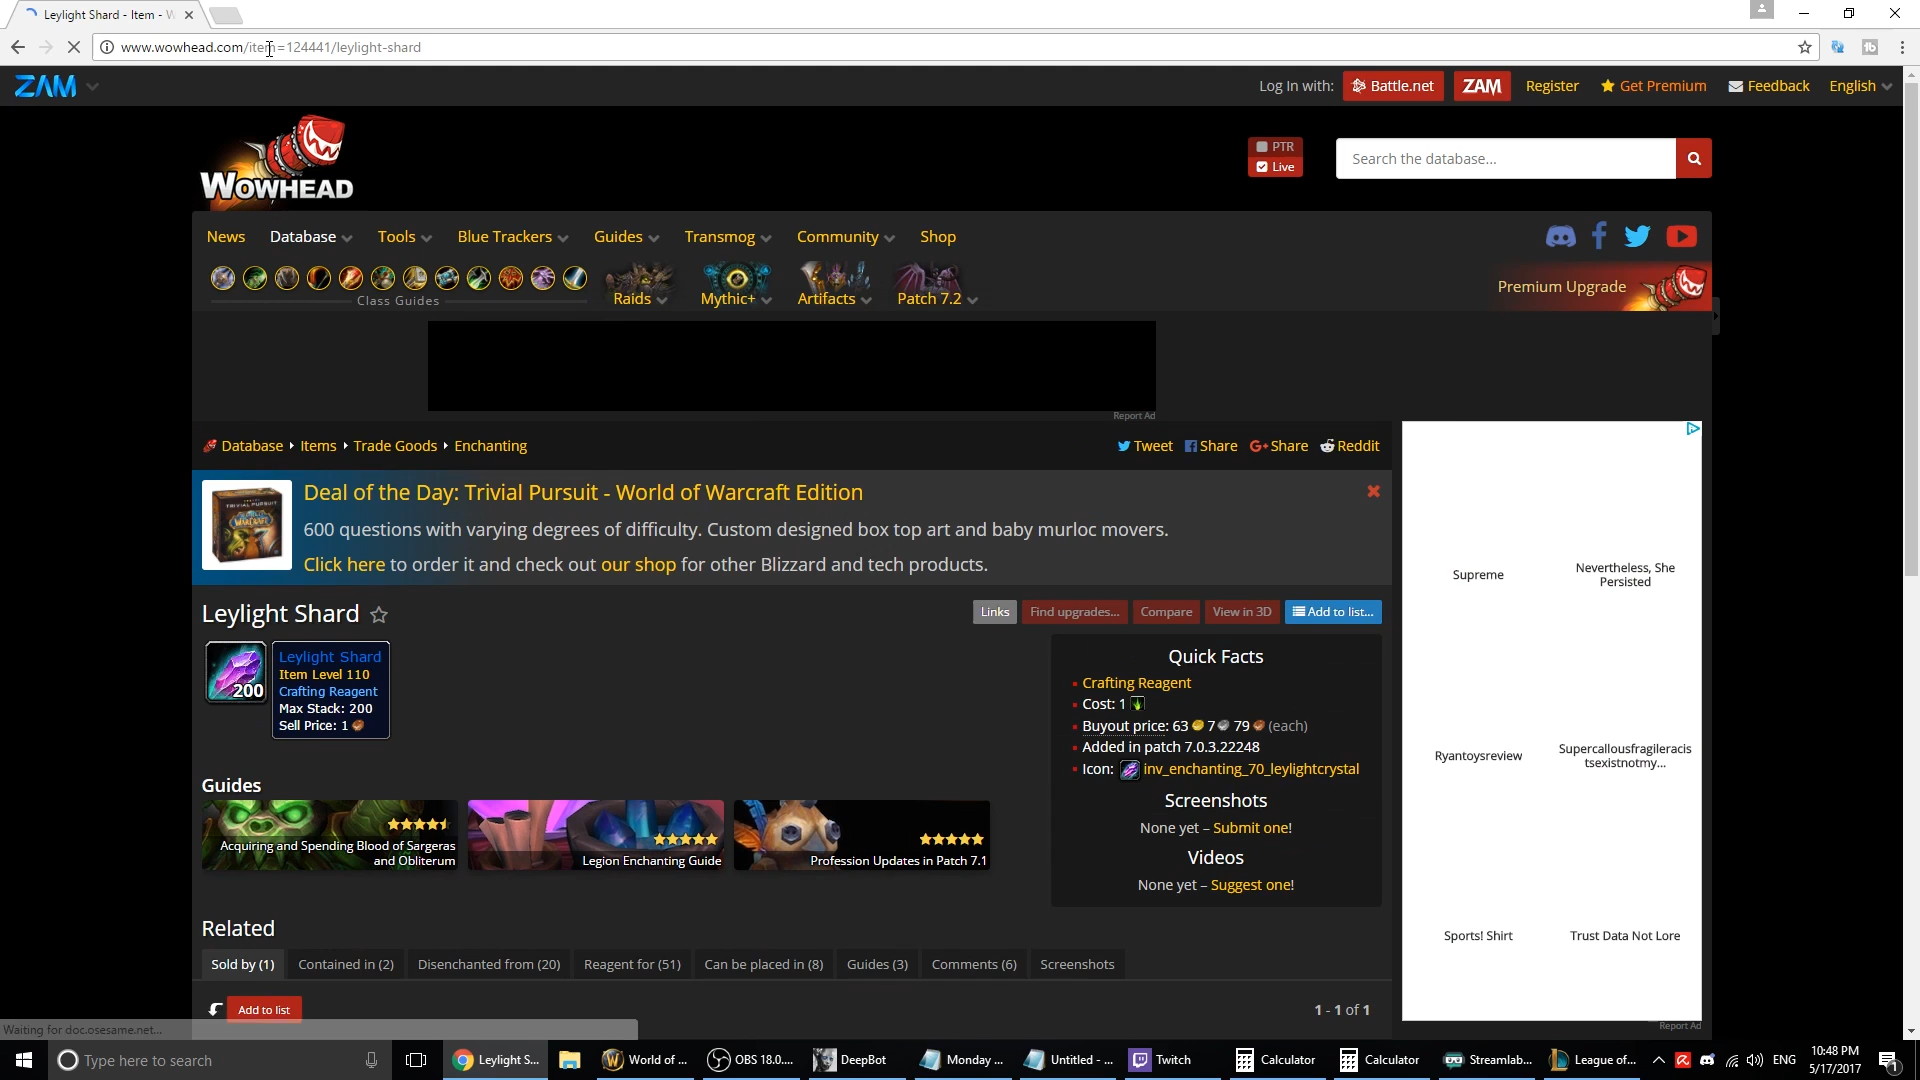 Leylight Shard - Item - W
www.wowhead.com/item=124441/leylight-shard
ZAM
Log In with:
Battle.net
ZAM
Register
Get Premium
Feedback
English
WOWHEAD
PTR
Live
Search the database...
News
Database
Tools
Blue Trackers
Guides
Transmog
Community
Shop
Class Guides
Raids
Mythic+
Artifacts
Patch 7.2
Premium Upgrade
Report Ad
Database
Items
Trade Goods
Enchanting
Tweet
Share
G+ Share
Reddit
TRIVIAL PURSUIT
Deal of the Day: Trivial Pursuit - World of Warcraft Edition
600 questions with varying degrees of difficulty. Custom designed box top art and baby murloc movers.
Click here to order it and check out our shop for other Blizzard and tech products.
Leylight Shard
Links
Find upgrades...
Compare
View in 3D
Add to list...
200
Leylight Shard
Item Level 110
Crafting Reagent
Max Stack: 200
Sell Price: 1
Quick Facts
Crafting Reagent
Cost: 1
Buyout price: 63 7 79 (each)
Added in patch 7.0.3.22248
Icon: inv_enchanting_70_leylightcrystal
Screenshots
None yet – Submit one!
Videos
None yet – Suggest one!
Guides
Acquiring and Spending Blood of Sargeras
and Obliterum
Legion Enchanting Guide
Profession Updates in Patch 7.1
Related
Sold by (1)
Contained in (2)
Disenchanted from (20)
Reagent for (51)
Can be placed in (8)
Guides (3)
Comments (6)
Screenshots
Add to list
1 - 1 of 1
Supreme
Nevertheless, She
Persisted
Ryantoysreview
Supercallousfragileracis
tsexistnotmy...
Sports! Shirt
Trust Data Not Lore
Report Ad
Waiting for doc.osesame.net...
Type here to search
Leylight S...
World of ...
OBS 18.0....
DeepBot
Monday ...
Untitled - ...
Twitch
Calculator
Calculator
Streamlab...
League of...
ENG
10:48 PM
5/17/2017
1